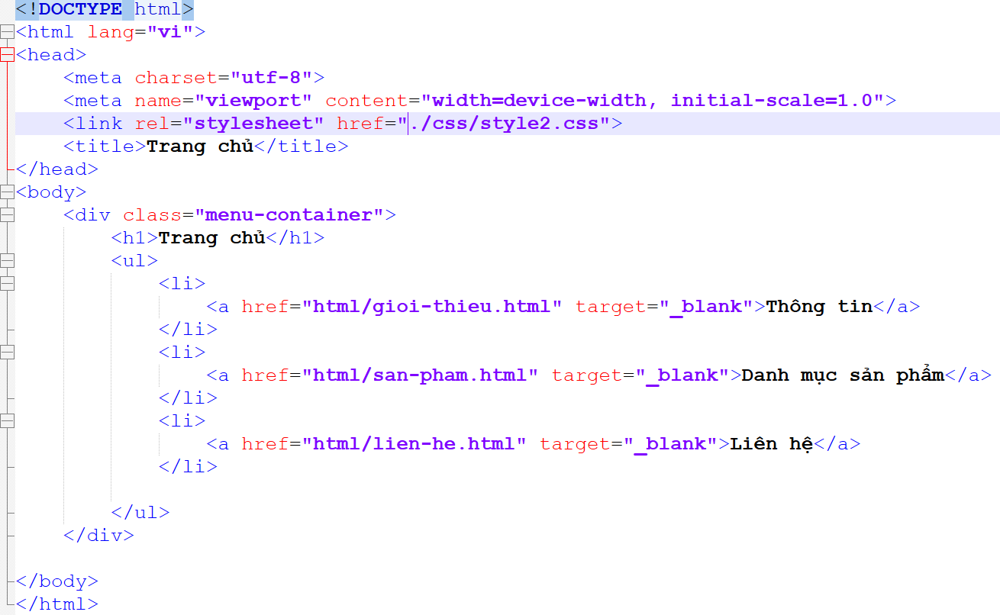 <!DOCTYPE html>
<html lang="vi">
<head>
    <meta charset="utf-8">
    <meta name="viewport" content="width=device-width, initial-scale=1.0">
    <link rel="stylesheet" href="./css/style2.css">
    <title>Trang chủ</title>
</head>
<body>
    <div class="menu-container">
        <h1>Trang chủ</h1>
        <ul>
            <li>
                <a href="html/gioi-thieu.html" target="_blank">Thông tin</a>
            </li>
            <li>
                <a href="html/san-pham.html" target="_blank">Danh mục sản phẩm</a>
            </li>
            <li>
                <a href="html/lien-he.html" target="_blank">Liên hệ</a>
            </li>
        </ul>
    </div>
</body>
</html>